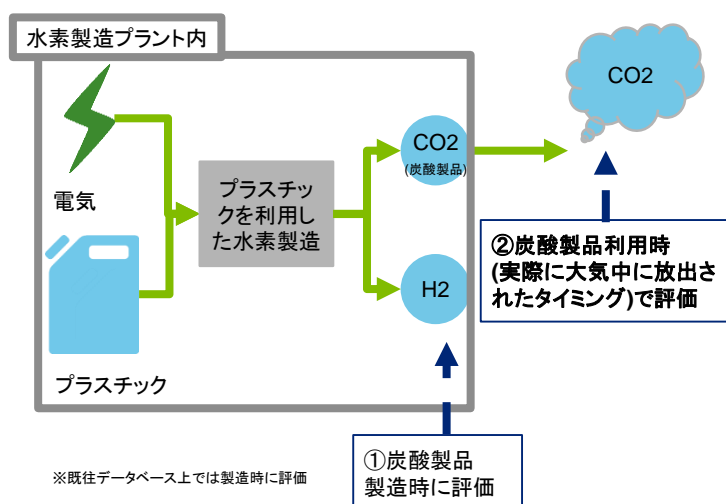 水素製造プラント内
CO2
電気
プラスチッ
クを利用し
た水素製造
CO2
(炭酸製品)
H2
プラスチック
②炭酸製品利用時
(実際に大気中に放出さ
れたタイミング)で評価
①炭酸製品
製造時に評価
※既往データベース上では製造時に評価